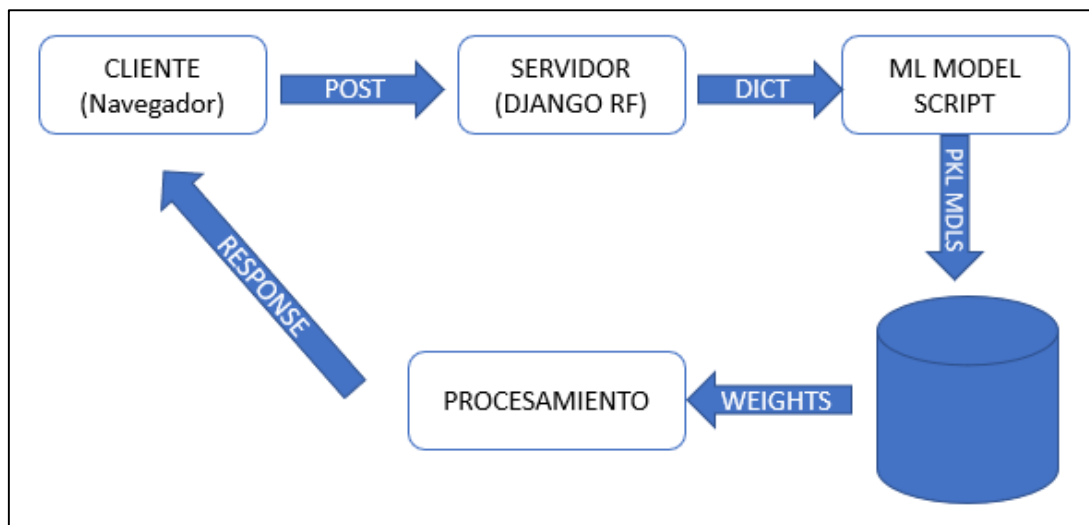 CLIENTE
(Navegador)
POST
SERVIDOR
(DJANGO RF)
DICT
ML MODEL
SCRIPT
PKL MDLS
WEIGHTS
PROCESAMIENTO
RESPONSE